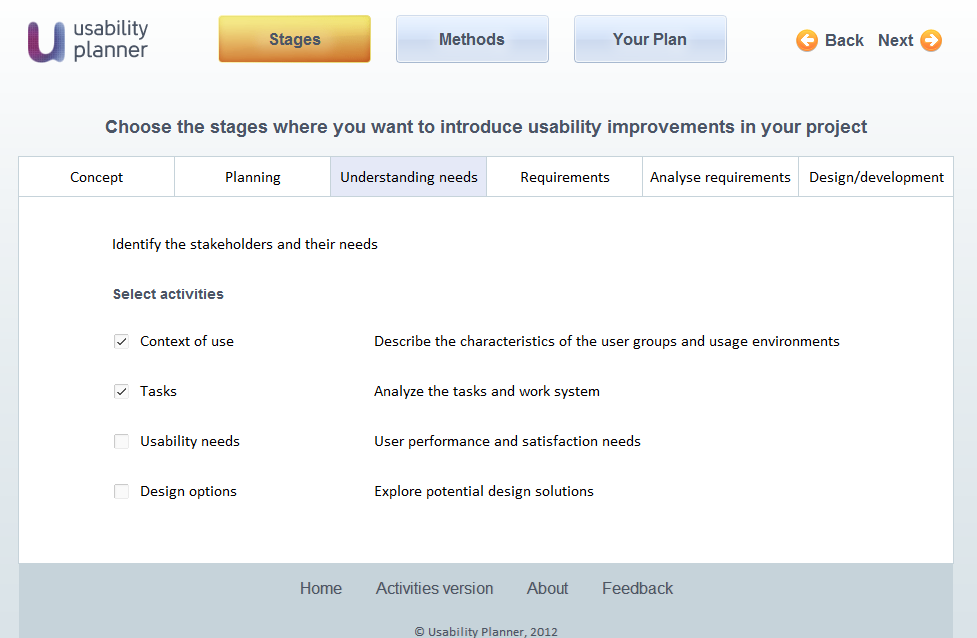 usability
planner
Stages
Methods
Your Plan
Back
Next
Choose the stages where you want to introduce usability improvements in your project
Concept
Planning
Understanding needs
Requirements
Analyse requirements
Design/development
Identify the stakeholders and their needs
Select activities
Context of use
Describe the characteristics of the user groups and usage environments
Tasks
Analyze the tasks and work system
Usability needs
User performance and satisfaction needs
Design options
Explore potential design solutions
Home
Activities version
About
Feedback
© Usability Planner, 2012